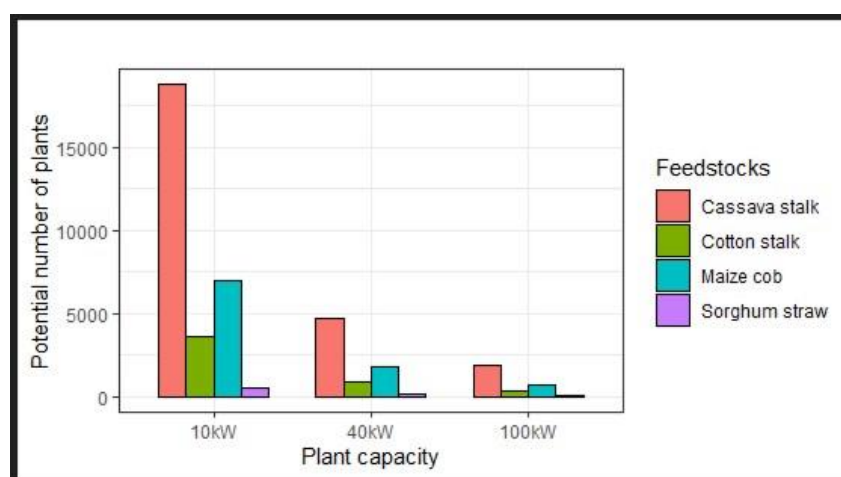 Potential number of plants
15000
10000
5000
0
10kW
40kW
100kW
Plant capacity
Feedstocks
Cassava stalk
Cotton stalk
Maize cob
Sorghum straw